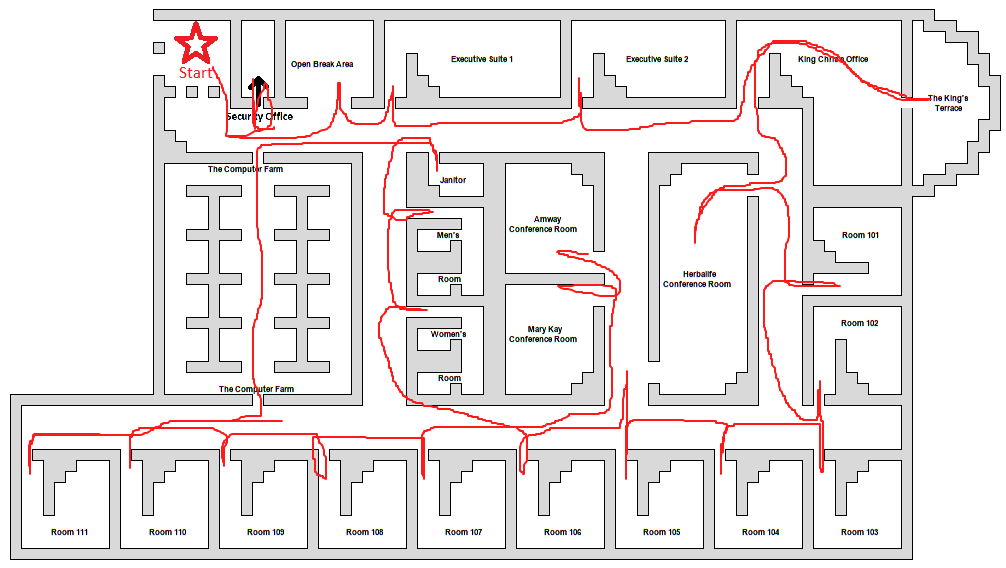 Start
Open Break Area
Executive Suite 1
Executive Suite 2
King Chris's Office
The King's
Terrace
Security Office
The Computer Farm
Janitor
Amway
Conference Room
Men's
Room
Room 101
Herbalife
Conference Room
Room 102
Mary Kay
Conference Room
Women's
Room
The Computer Farm
Room 111
Room 110
Room 109
Room 108
Room 107
Room 106
Room 105
Room 104
Room 103